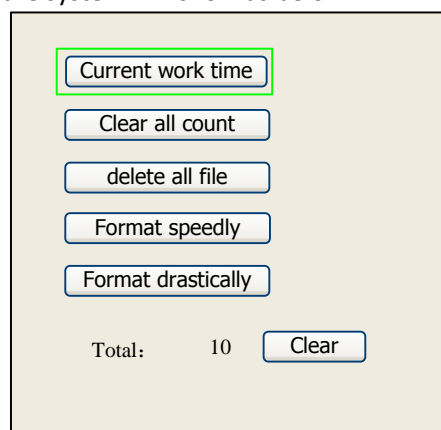 Current work time
Clear all count
delete all file
Format speedly
Format drastically
Total： 10 Clear